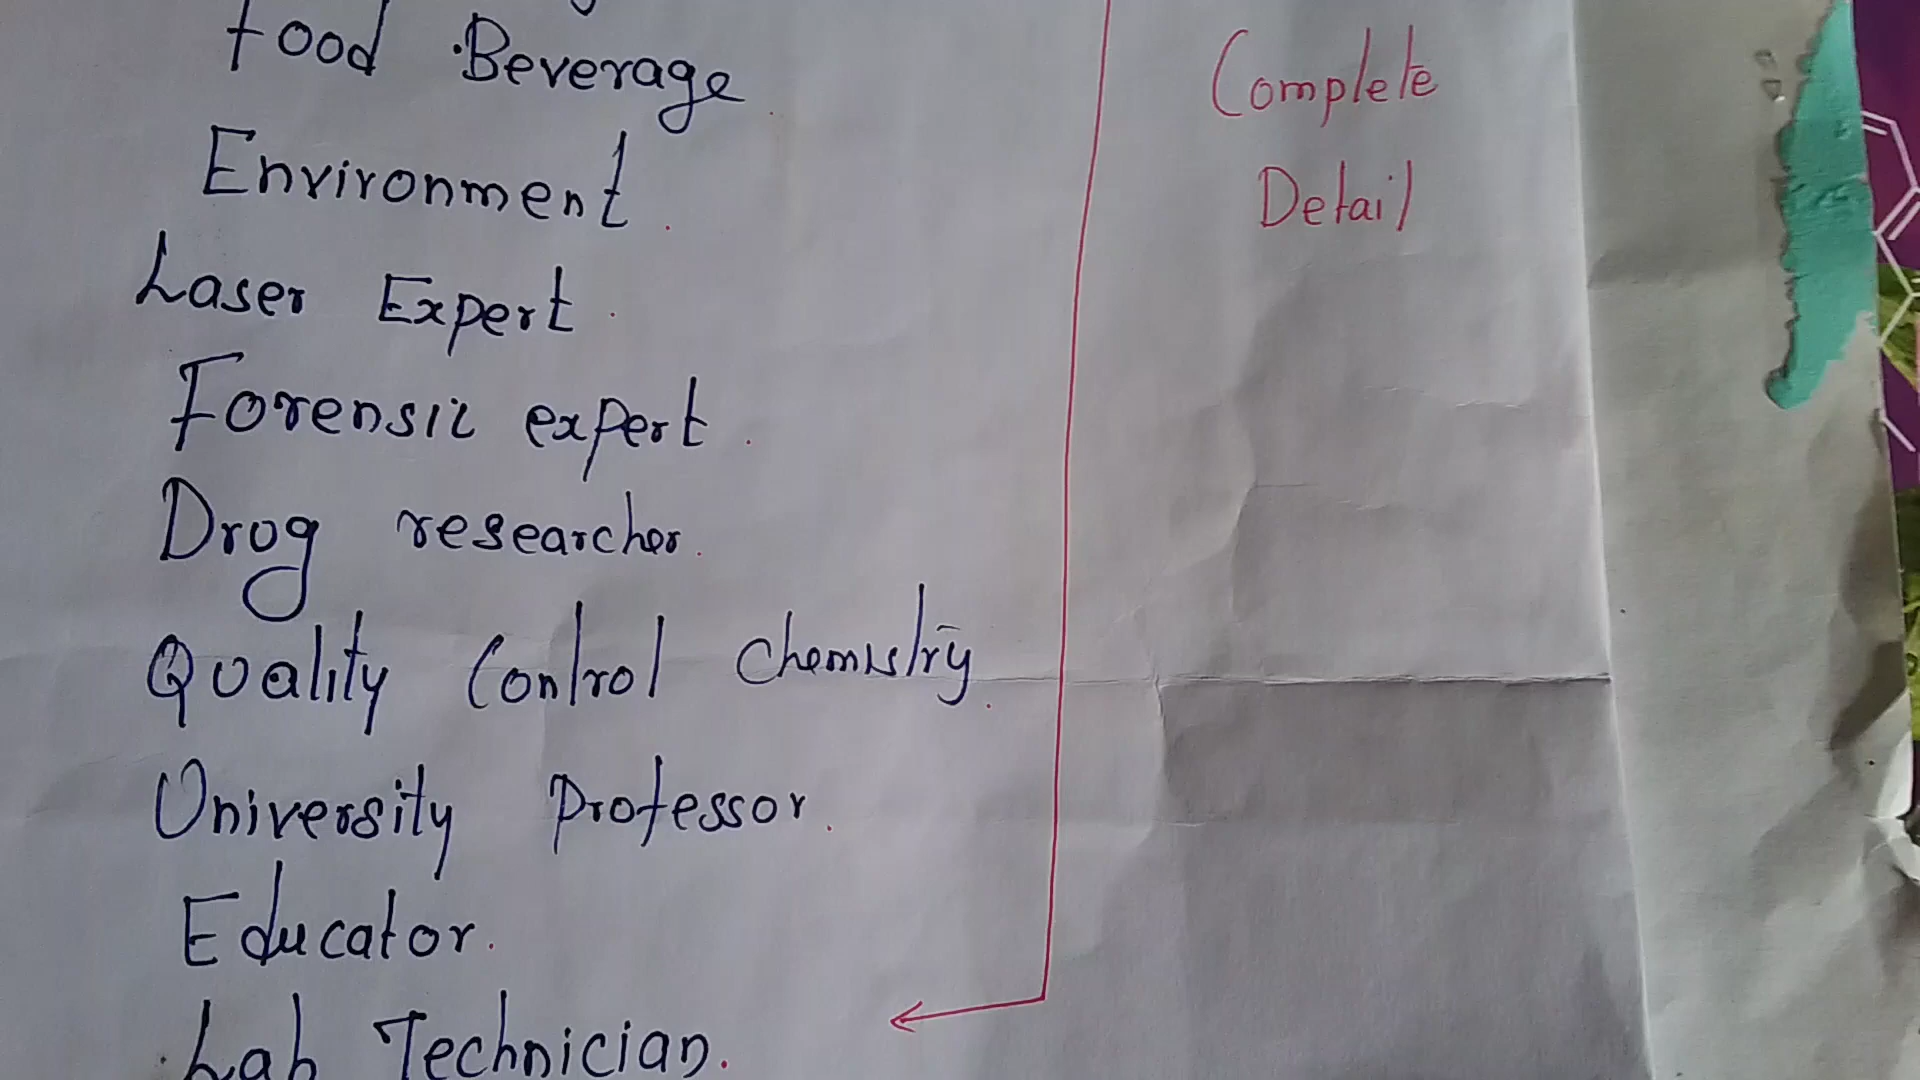 Food Beverage
Environment.
Laser Expert.
Forensic expert.
Drug researcher.
Quality Control Chemistry.
University Professor.
Educator.
Lab Technician.
Complete
Detail